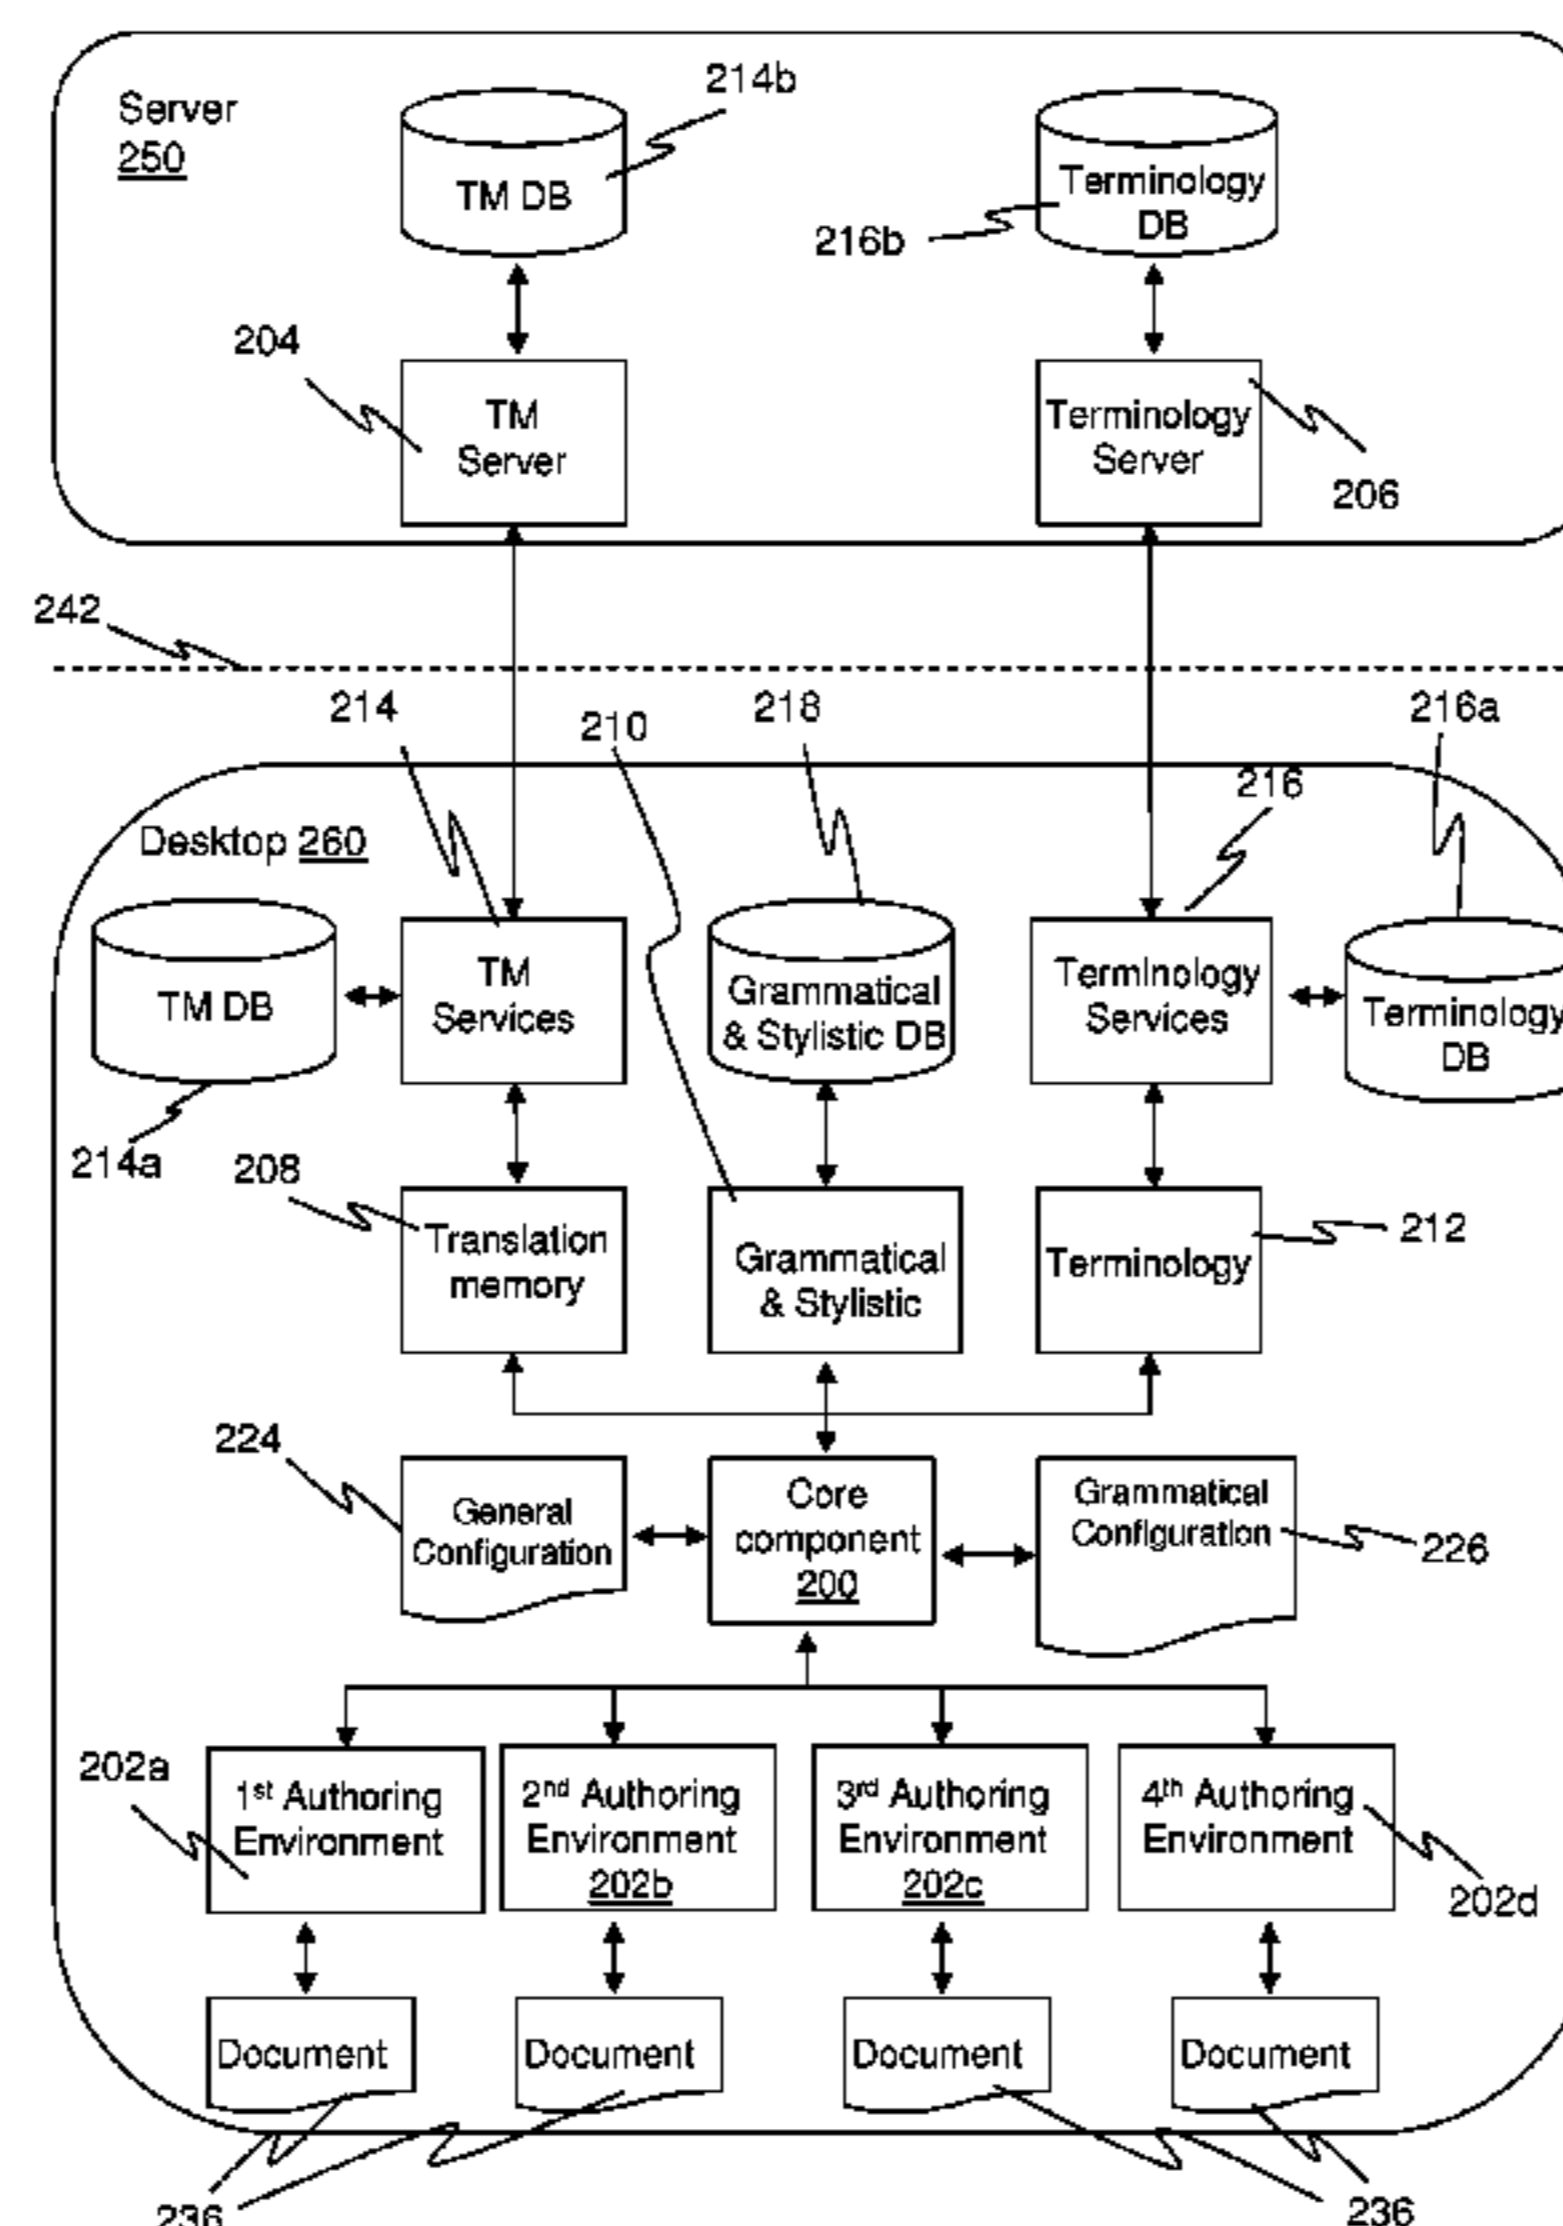 Server
250
214b
TM DB
Terminology
DB
216b
204
TM
Server
Terminology
Server
206
242
214
210
218
216a
216
Desktop 260
TM DB
TM
Services
Grammatical
& Stylistic DB
Terminology
Services
Terminology
DB
214a
208
Translation
memory
Grammatical
& Stylistic
Terminology
212
224
General
Configuration
Core
component
200
Grammatical
Configuration
226
202a
1st Authoring
Environment
2nd Authoring
Environment
202b
3rd Authoring
Environment
202c
4th Authoring
Environment
202d
Document
Document
Document
Document
236
236